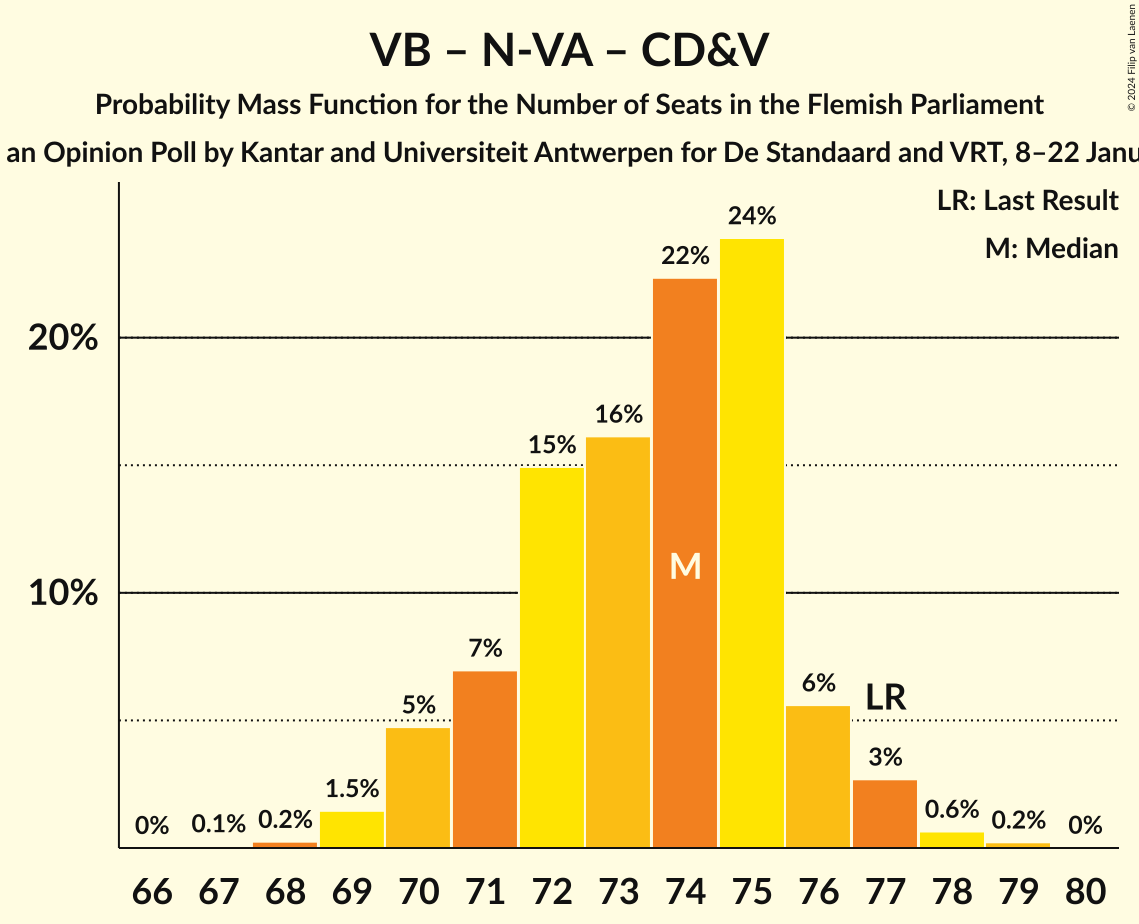 VB – N-VA – CD&V
Probability Mass Function for the Number of Seats in the Flemish Parliament
an Opinion Poll by Kantar and Universiteit Antwerpen for De Standaard and VRT, 8–22 Janu
© 2024 Filip van Laenen
LR: Last Result
M: Median
24%
22%
20%
16%
15%
M
10%
7%
6%
LR
5%
3%
1.5%
0.6%
0% 0.1% 0.2% 0.2% 0%
66 67 68 69 70 71 72 73 74 75 76 77 78 79 80